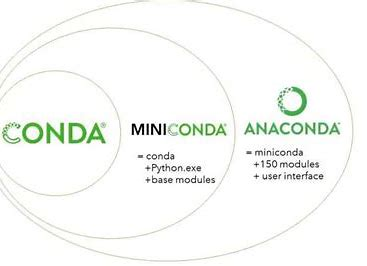 CONDA
MINICONDA
= conda
+Python.exe
+base modules
ANACONDA
= miniconda
+150 modules
+ user interface